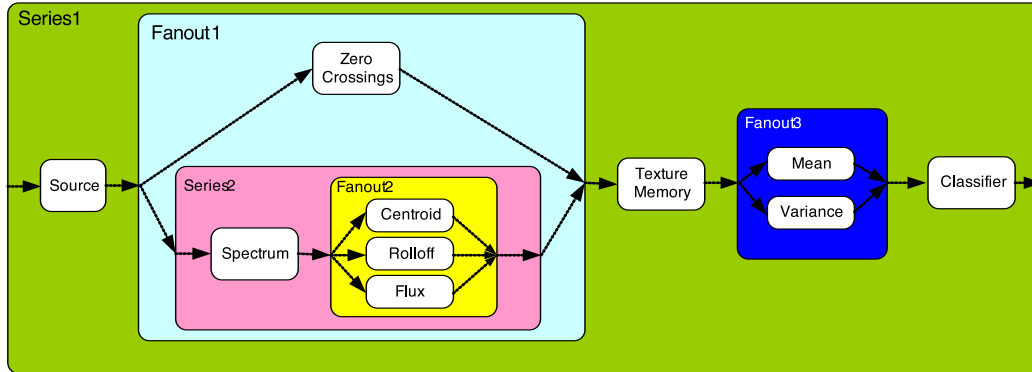 Series1
Fanout1
Zero
Crossings
Source
Series2
Fanout2
Spectrum
Centroid
Rolloff
Flux
Texture
Memory
Fanout3
Mean
Variance
Classifier